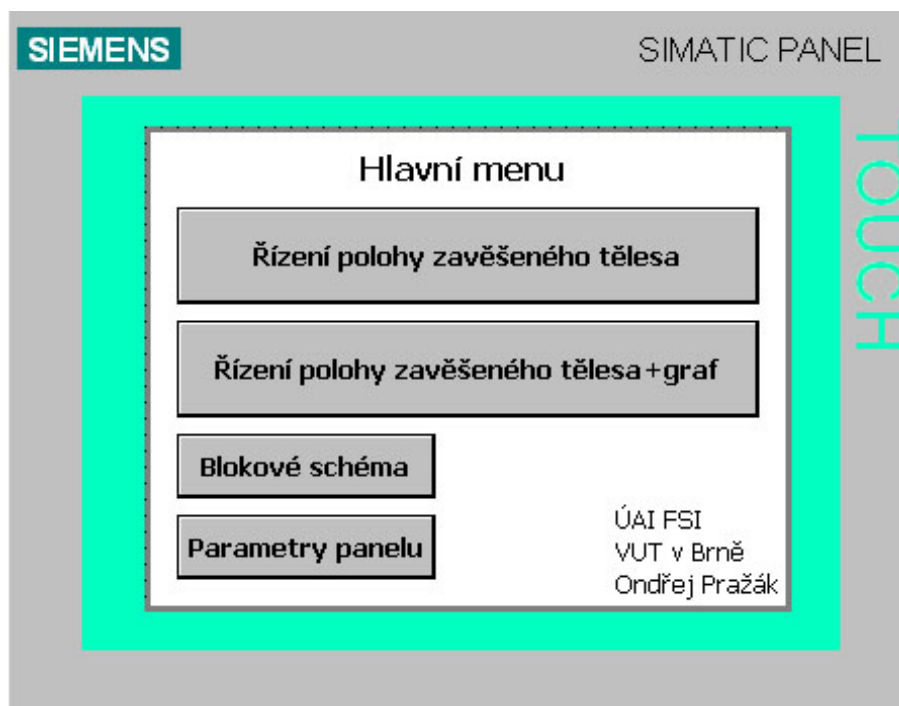 SIEMENS
SIMATIC PANEL
TOUCH
Hlavní menu
Řízení polohy zavěšeného tělesa
Řízení polohy zavěšeného tělesa+graf
Blokové schéma
Parametry panelu
ÚAI FSI
VUT v Brně
Ondřej Pražák